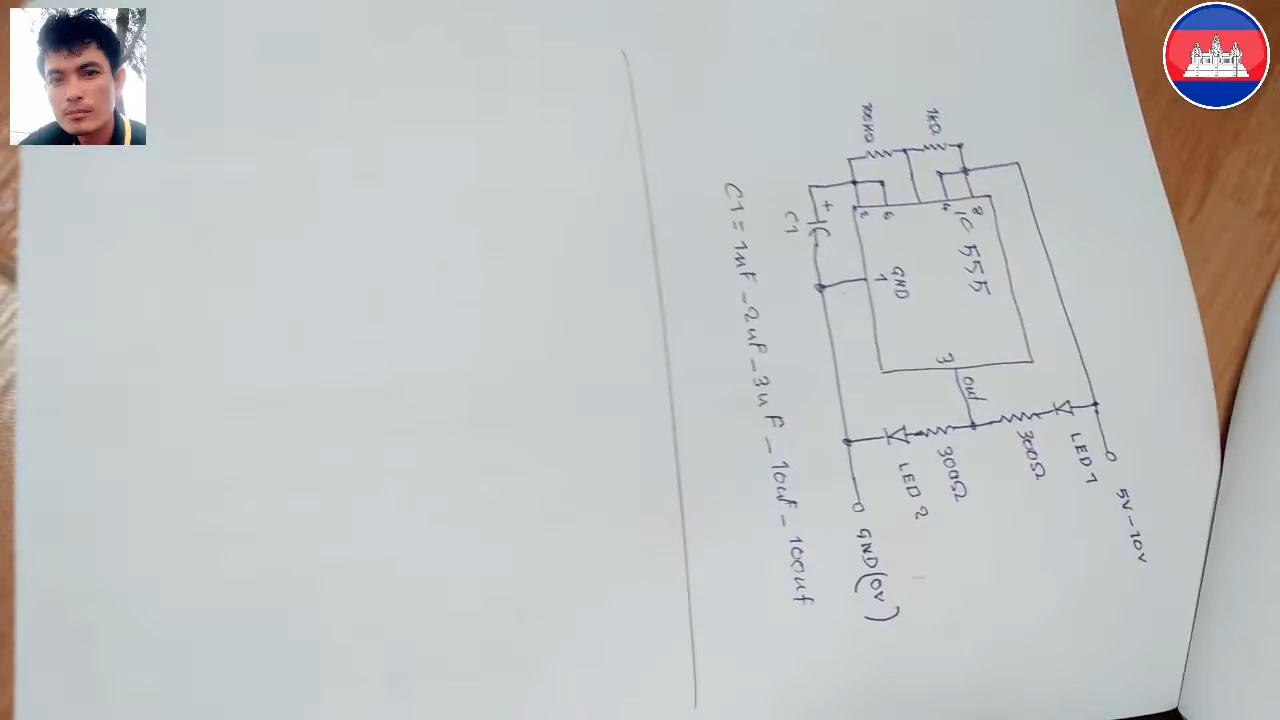 5V-10V
LED 1
300Ω
1KΩ
8
4
IC 555
3
out
300Ω
100KΩ
6
2
GND
1
LED 2
+
C1
GND(0V)
C1 = 1uF - 2uF - 3uF - 10uF - 100uf